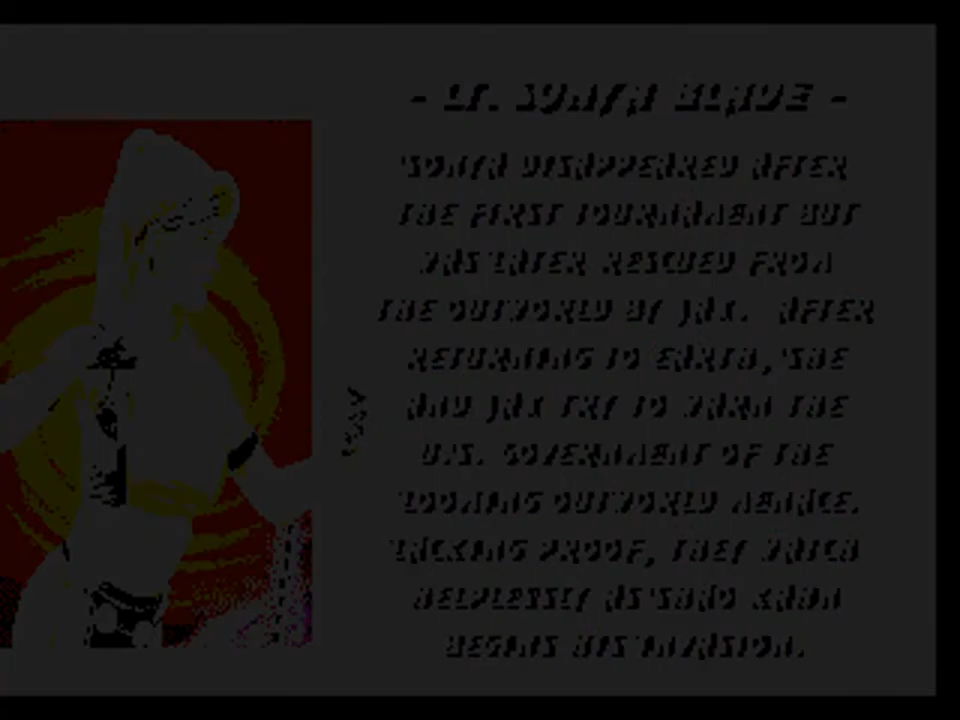 - LT. SONYA BLADE -
SONYA DISAPPEARED AFTER
THE FIRST TOURNAMENT BUT
WAS LATER RESCUED FROM
THE OUTWORLD BY JAX. AFTER
RETURNING TO EARTH, SHE
AND JAX TRY TO WARN THE
U.S. GOVERNMENT OF THE
LOOMING OUTWORLD MENACE.
LACKING PROOF, THEY WATCH
HELPLESSLY AS SHAO KAHN
BEGINS HIS INVASION.